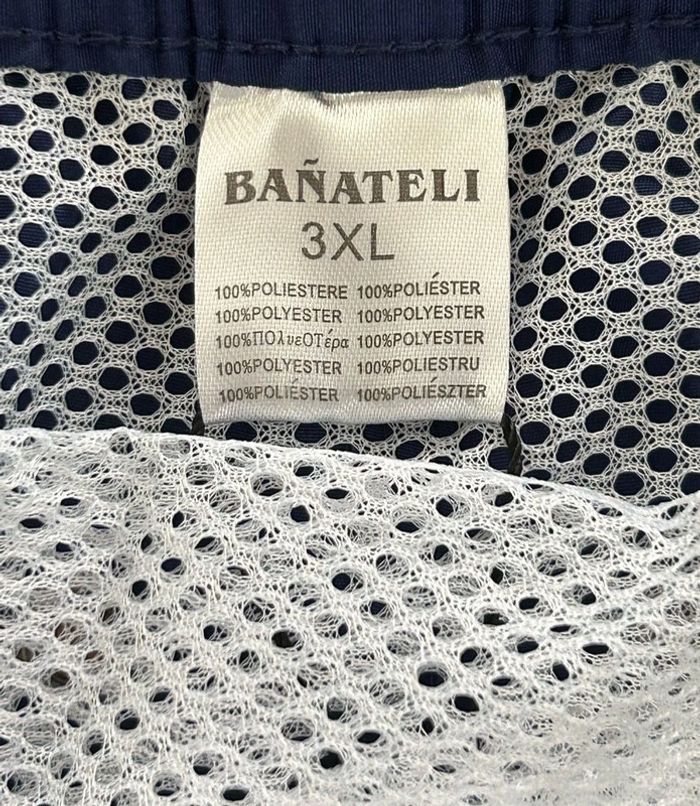 BAÑATELI
3XL
100%POLIESTERE 100%POLIÉSTER
100%POLYESTER 100%POLYESTER
100%ΠΟλυεΟΤέρα 100%POLYESTER
100%POLYESTER 100%POLIESTRU
100%POLIÉSTER 100%POLIÉSZTER